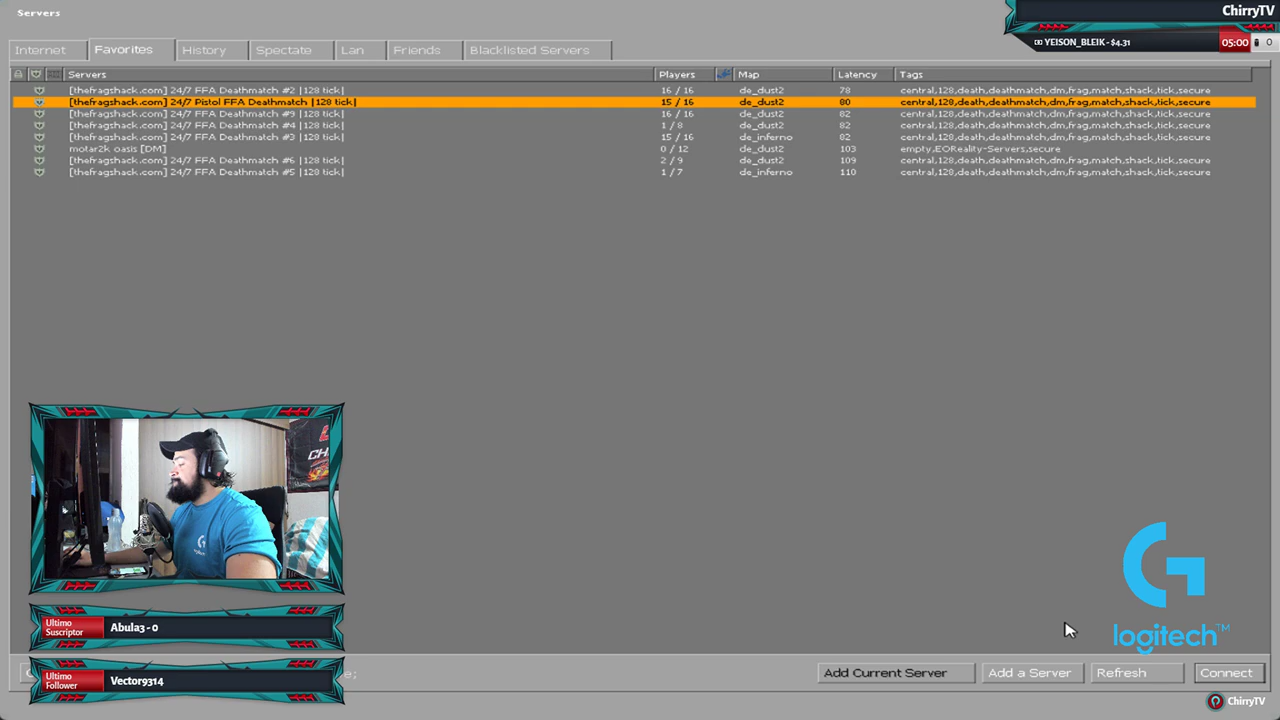 Servers
ChirryTV
YEISON_BLEIK - $4.31 05:00 0
Internet Favorites History Spectate Lan Friends Blacklisted Servers
Servers Players Map Latency Tags
[thefragshack.com] 24/7 FFA Deathmatch #2 |128 tick| 16 / 16 de_dust2 78 central,128,death,deathmatch,dm,frag,match,shack,tick,secure
[thefragshack.com] 24/7 Pistol FFA Deathmatch |128 tick| 15 / 16 de_dust2 80 central,128,death,deathmatch,dm,frag,match,shack,tick,secure
[thefragshack.com] 24/7 FFA Deathmatch #9 |128 tick| 16 / 16 de_dust2 82 central,128,death,deathmatch,dm,frag,match,shack,tick,secure
[thefragshack.com] 24/7 FFA Deathmatch #4 |128 tick| 1 / 8 de_dust2 82 central,128,death,deathmatch,dm,frag,match,shack,tick,secure
[thefragshack.com] 24/7 FFA Deathmatch #3 |128 tick| 15 / 16 de_inferno 82 central,128,death,deathmatch,dm,frag,match,shack,tick,secure
motar2k oasis [DM] 0 / 12 de_dust2 103 empty,EOReality-Servers,secure
[thefragshack.com] 24/7 FFA Deathmatch #6 |128 tick| 2 / 9 de_dust2 109 central,128,death,deathmatch,dm,frag,match,shack,tick,secure
[thefragshack.com] 24/7 FFA Deathmatch #5 |128 tick| 1 / 7 de_inferno 110 central,128,death,deathmatch,dm,frag,match,shack,tick,secure
logitech™
Ultimo
Suscriptor
Abula3 - 0
Ultimo
Follower
Vector9314
Add Current Server Add a Server Refresh Connect
ChirryTV